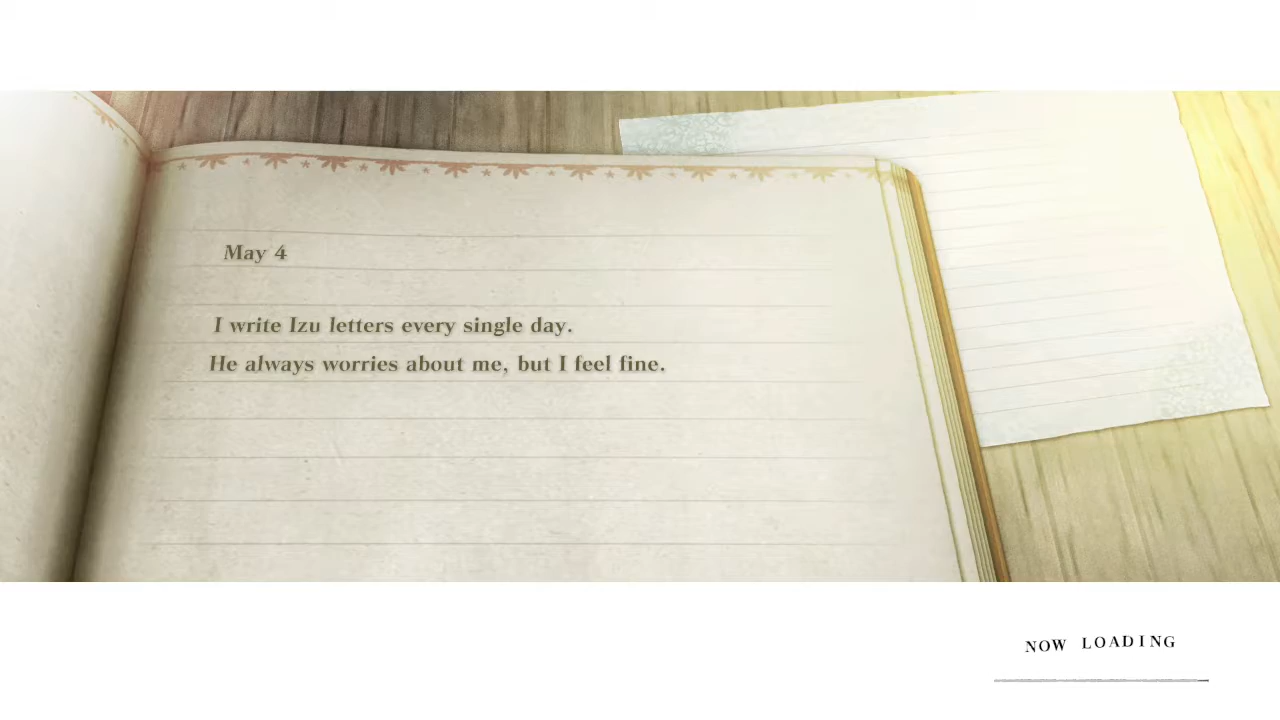 May 4
I write Izu letters every single day.
He always worries about me, but I feel fine.
NOW LOADING